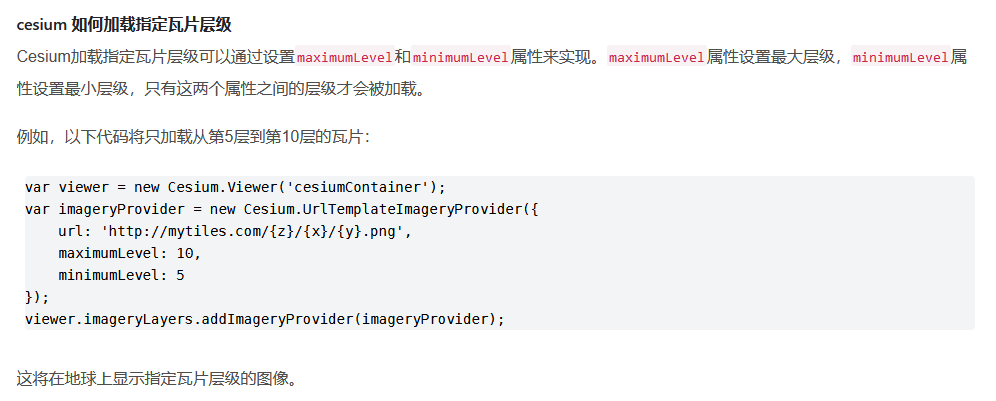 cesium 如何加载指定瓦片层级
Cesium加载指定瓦片层级可以通过设置maximumLevel和minimumLevel属性来实现。maximumLevel属性设置最大层级，minimumLevel属
性设置最小层级，只有这两个属性之间的层级才会被加载。
例如，以下代码将只加载从第5层到第10层的瓦片：
var viewer = new Cesium.Viewer('cesiumContainer');
var imageryProvider = new Cesium.UrlTemplateImageryProvider({
    url: 'http://mytiles.com/{z}/{x}/{y}.png',
    maximumLevel: 10,
    minimumLevel: 5
});
viewer.imageryLayers.addImageryProvider(imageryProvider);
这将在地球上显示指定瓦片层级的图像。